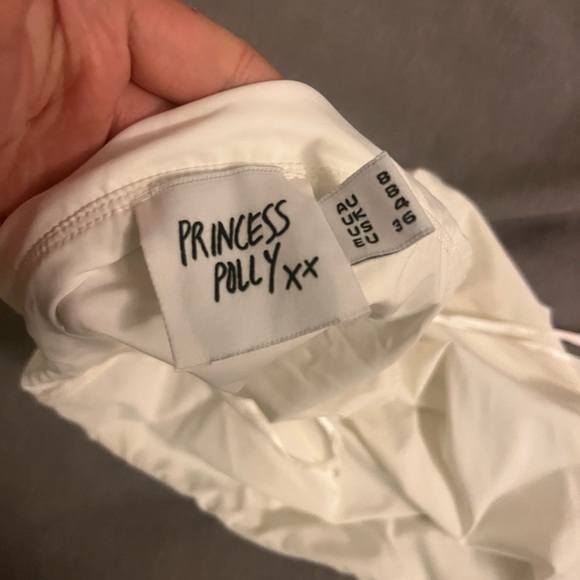 PRINCESS
POLLY xx
AU 8
UK 8
US 4
EU 36